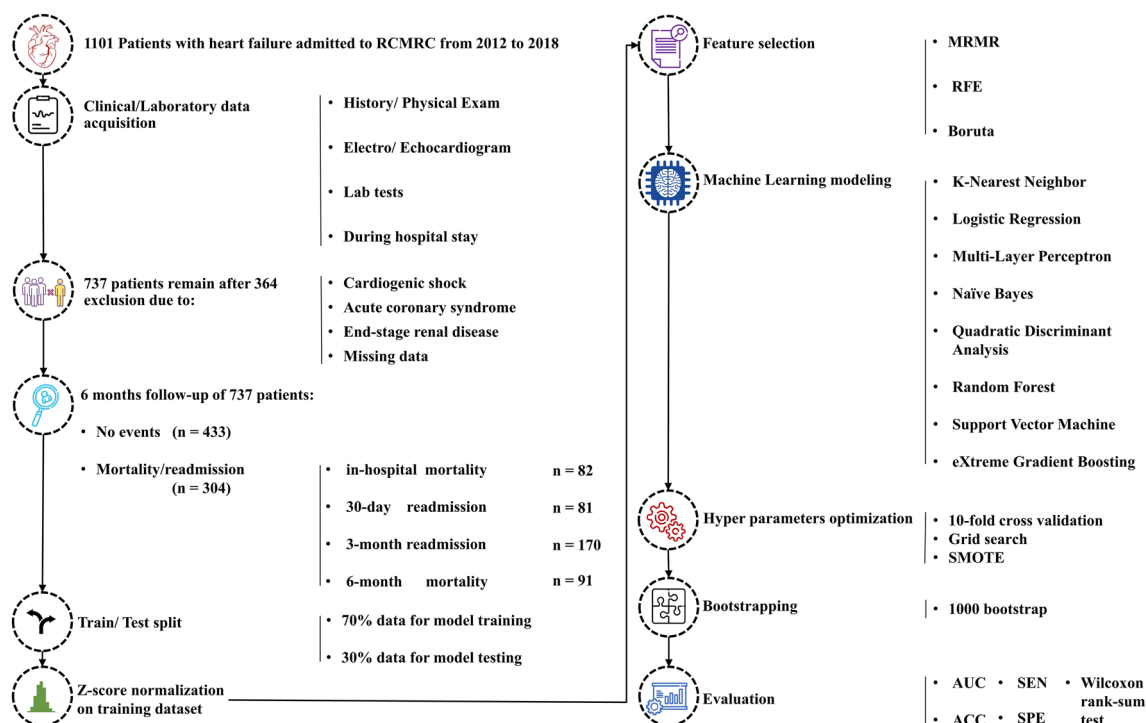 1101 Patients with heart failure admitted to RCMRC from 2012 to 2018
Clinical/Laboratory data
acquisition
• History/ Physical Exam
• Electro/ Echocardiogram
• Lab tests
• During hospital stay
737 patients remain after 364
exclusion due to:
• Cardiogenic shock
• Acute coronary syndrome
• End-stage renal disease
• Missing data
6 months follow-up of 737 patients:
• No events (n = 433)
• Mortality/readmission
(n = 304)
• in-hospital mortality n = 82
• 30-day readmission n = 81
• 3-month readmission n = 170
• 6-month mortality n = 91
Train/ Test split
• 70% data for model training
• 30% data for model testing
Z-score normalization
on training dataset
Feature selection
• MRMR
• RFE
• Boruta
Machine Learning modeling
• K-Nearest Neighbor
• Logistic Regression
• Multi-Layer Perceptron
• Naïve Bayes
• Quadratic Discriminant
Analysis
• Random Forest
• Support Vector Machine
• eXtreme Gradient Boosting
Hyper parameters optimization
• 10-fold cross validation
• Grid search
• SMOTE
Bootstrapping
• 1000 bootstrap
Evaluation
• AUC • SEN • Wilcoxon
rank-sum
• ACC • SPE test